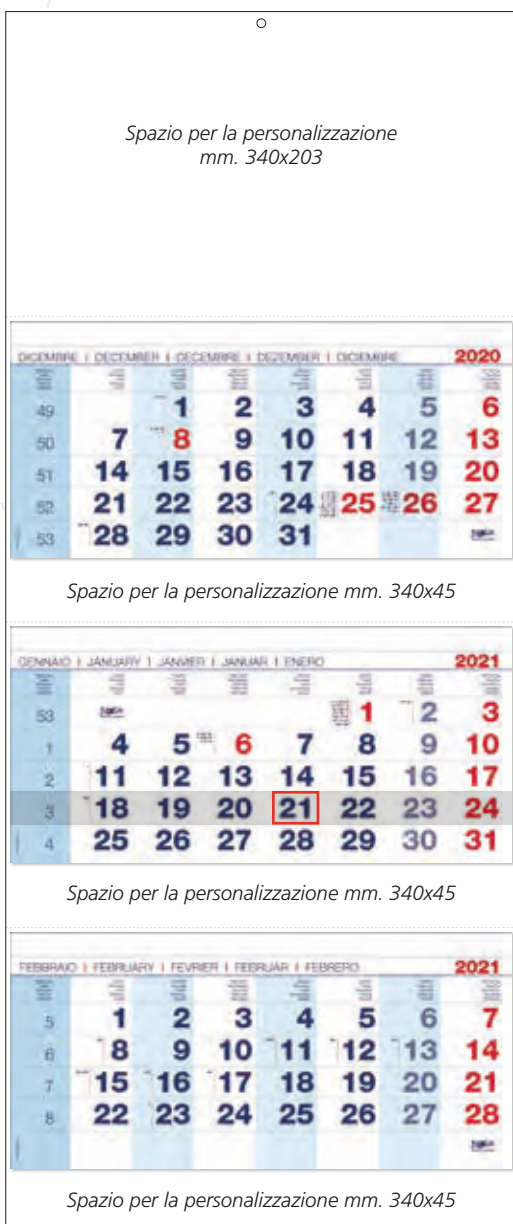 Spazio per la personalizzazione
mm. 340x203
DICEMBRE | DECEMBER | DECEMBRE | DEZEMBER | DICIEMBRE 2020
49 1 2 3 4 5 6
50 7 8 9 10 11 12 13
51 14 15 16 17 18 19 20
52 21 22 23 24 25 26 27
53 28 29 30 31
Spazio per la personalizzazione mm. 340x45
GENNAIO | JANUARY | JANVIER | JANUAR | ENERO 2021
53 1 2 3
1 4 5 6 7 8 9 10
2 11 12 13 14 15 16 17
3 18 19 20 21 22 23 24
4 25 26 27 28 29 30 31
Spazio per la personalizzazione mm. 340x45
FEBBRAIO | FEBRUARY | FEVRIER | FEBRUAR | FEBRERO 2021
5 1 2 3 4 5 6 7
6 8 9 10 11 12 13 14
7 15 16 17 18 19 20 21
8 22 23 24 25 26 27 28
Spazio per la personalizzazione mm. 340x45